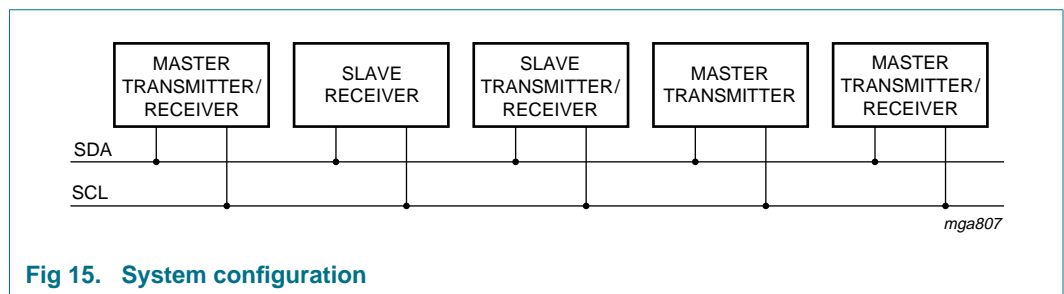 MASTER
TRANSMITTER/
RECEIVER
SLAVE
RECEIVER
SLAVE
TRANSMITTER/
RECEIVER
MASTER
TRANSMITTER
MASTER
TRANSMITTER/
RECEIVER
SDA
SCL
mga807
Fig 15. System configuration